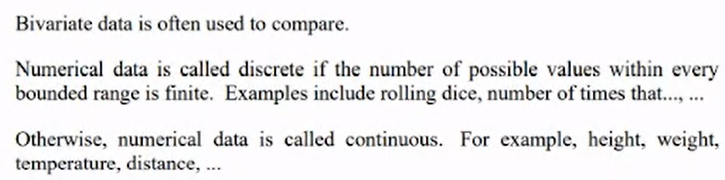 Bivariate data is often used to compare.
Numerical data is called discrete if the number of possible values within every
bounded range is finite. Examples include rolling dice, number of times that..., ...
Otherwise, numerical data is called continuous. For example, height, weight,
temperature, distance, ...